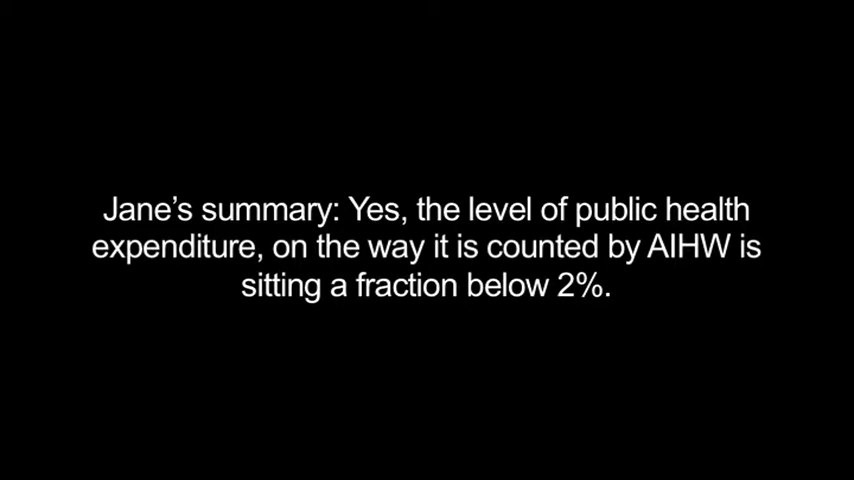 Jane’s summary: Yes, the level of public health
expenditure, on the way it is counted by AIHW is
sitting a fraction below 2%.